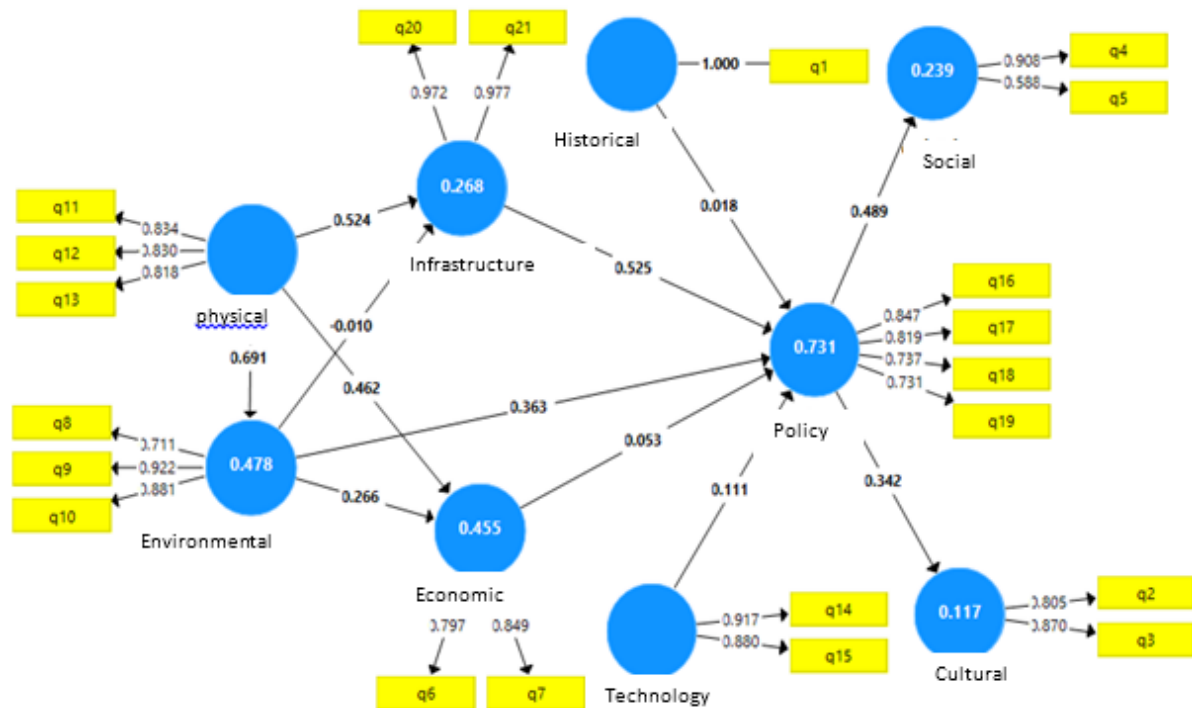 q20
q21
0.972
0.977
Historical
1.000
q1
0.239
Social
0.908
0.588
q4
q5
0.268
Infrastructure
q11
q12
q13
0.834
0.830
0.818
physical
0.524
0.018
0.489
0.525
-0.010
0.691
0.462
0.731
Policy
0.847
0.819
0.737
0.731
q16
q17
q18
q19
0.363
0.053
0.111
0.342
q8
q9
q10
0.711
0.922
0.881
0.478
Environmental
0.266
0.455
Economic
0.797
0.849
q6
q7
Technology
0.917
0.880
q14
q15
0.117
Cultural
0.805
0.870
q2
q3